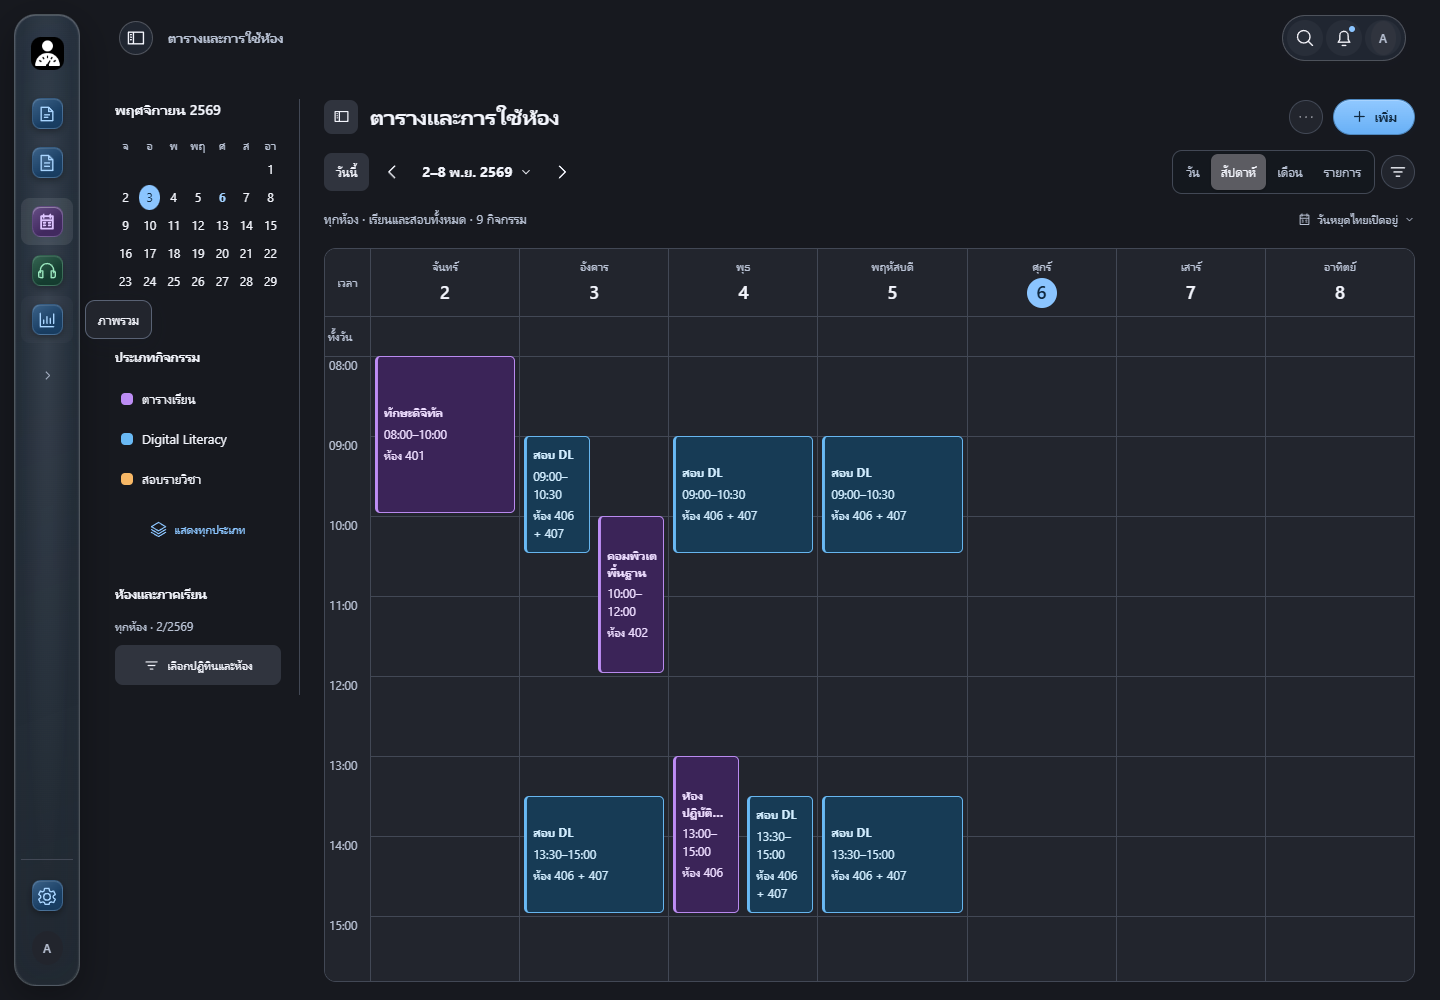 ตารางและการใช้ห้อง
A
พฤศจิกายน 2569
จ อ พ พฤ ศ ส อา
1
2 3 4 5 6 7 8
9 10 11 12 13 14 15
16 17 18 19 20 21 22
23 24 25 26 27 28 29
ภาพรวม
ประเภทกิจกรรม
ตารางเรียน
Digital Literacy
สอบรายวิชา
แสดงทุกประเภท
ห้องและภาคเรียน
ทุกห้อง · 2/2569
เลือกปฏิทินและห้อง
A
ตารางและการใช้ห้อง
เพิ่ม
วันนี้
2–8 พ.ย. 2569
วัน สัปดาห์ เดือน รายการ
ทุกห้อง · เรียนและสอบทั้งหมด · 9 กิจกรรม
วันหยุดไทยเปิดอยู่
เวลา
จันทร์ อังคาร พุธ พฤหัสบดี ศุกร์ เสาร์ อาทิตย์
2 3 4 5 6 7 8
ทั้งวัน
08:00
09:00
10:00
11:00
12:00
13:00
14:00
15:00
ทักษะดิจิทัล
08:00–10:00
ห้อง 401
สอบ DL
09:00–
10:30
ห้อง 406
+ 407
คอมพิวเต
พื้นฐาน
10:00–
12:00
ห้อง 402
สอบ DL
13:30–15:00
ห้อง 406 + 407
สอบ DL
09:00–10:30
ห้อง 406 + 407
ห้อง
ปฏิบัติ...
13:00–
15:00
ห้อง 406
สอบ DL
13:30–
15:00
ห้อง 406
+ 407
สอบ DL
09:00–10:30
ห้อง 406 + 407
สอบ DL
13:30–15:00
ห้อง 406 + 407